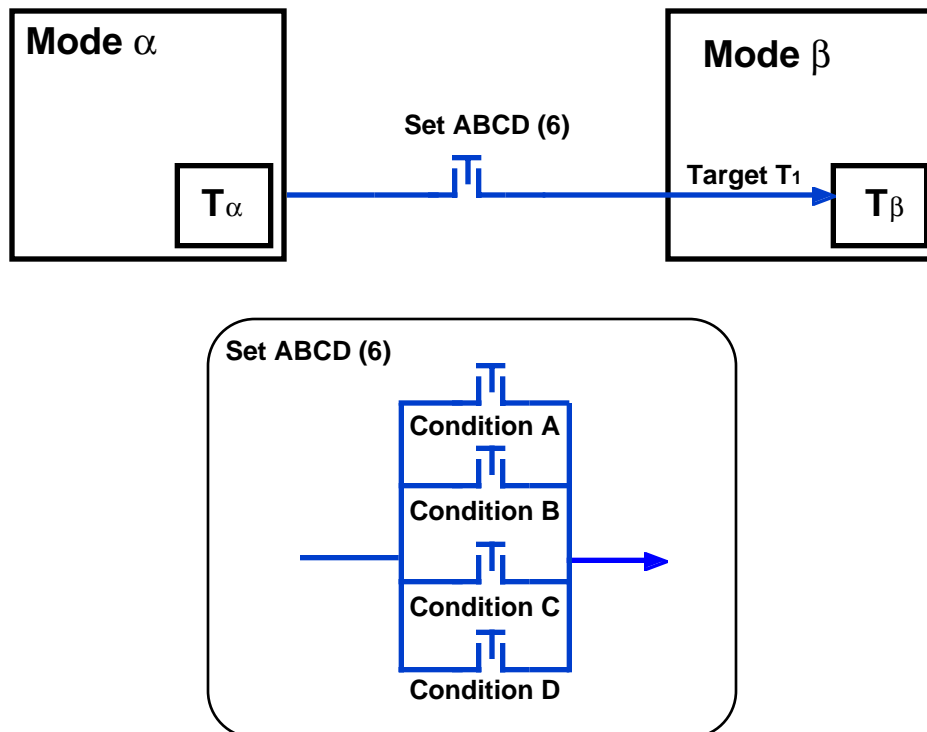 Mode α
Mode β
Set ABCD (6)
Target T1
Tα
Tβ
Set ABCD (6)
Condition A
Condition B
Condition C
Condition D